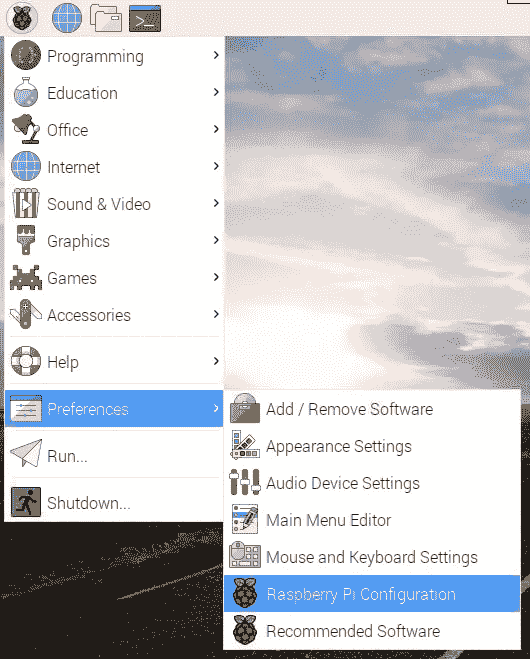 Programming
Education
Office
Internet
Sound & Video
Graphics
Games
Accessories
Help
Preferences
Run...
Shutdown...
Add / Remove Software
Appearance Settings
Audio Device Settings
Main Menu Editor
Mouse and Keyboard Settings
Raspberry Pi Configuration
Recommended Software